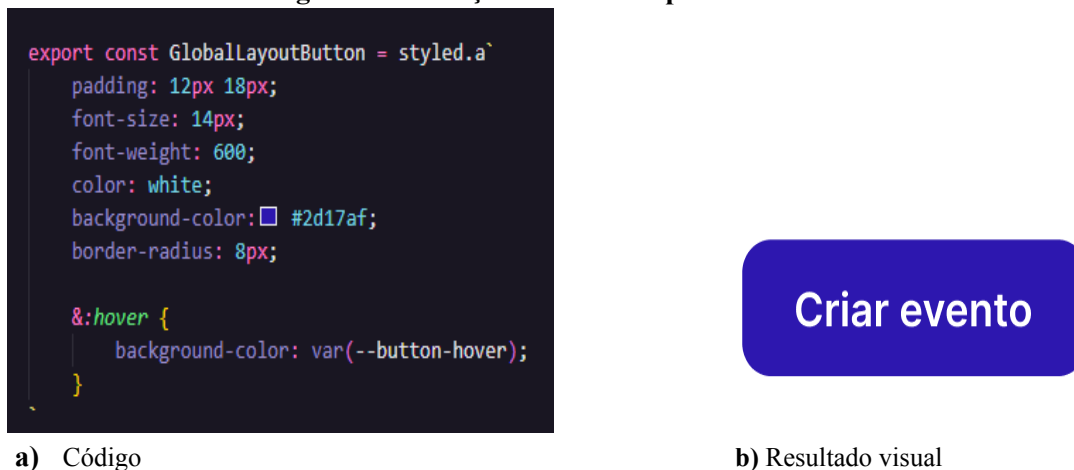 export const GlobalLayoutButton = styled.a`
padding: 12px 18px;
font-size: 14px;
font-weight: 600;
color: white;
background-color: #2d17af;
border-radius: 8px;
&:hover {
background-color: var(--button-hover);
}
`
Criar evento
a) Código
b) Resultado visual